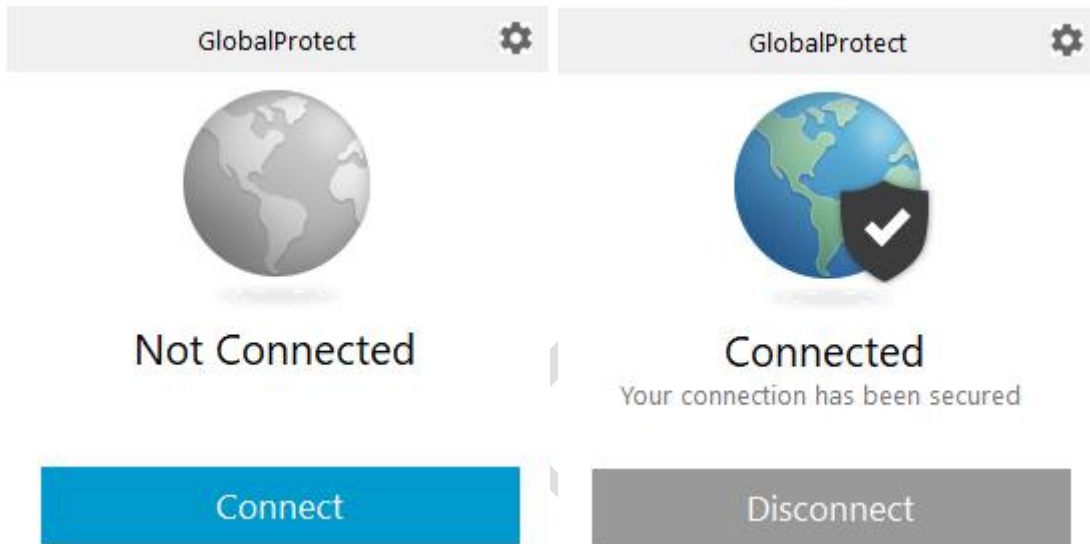 GlobalProtect
Not Connected
Connect
GlobalProtect
Connected
Your connection has been secured
Disconnect